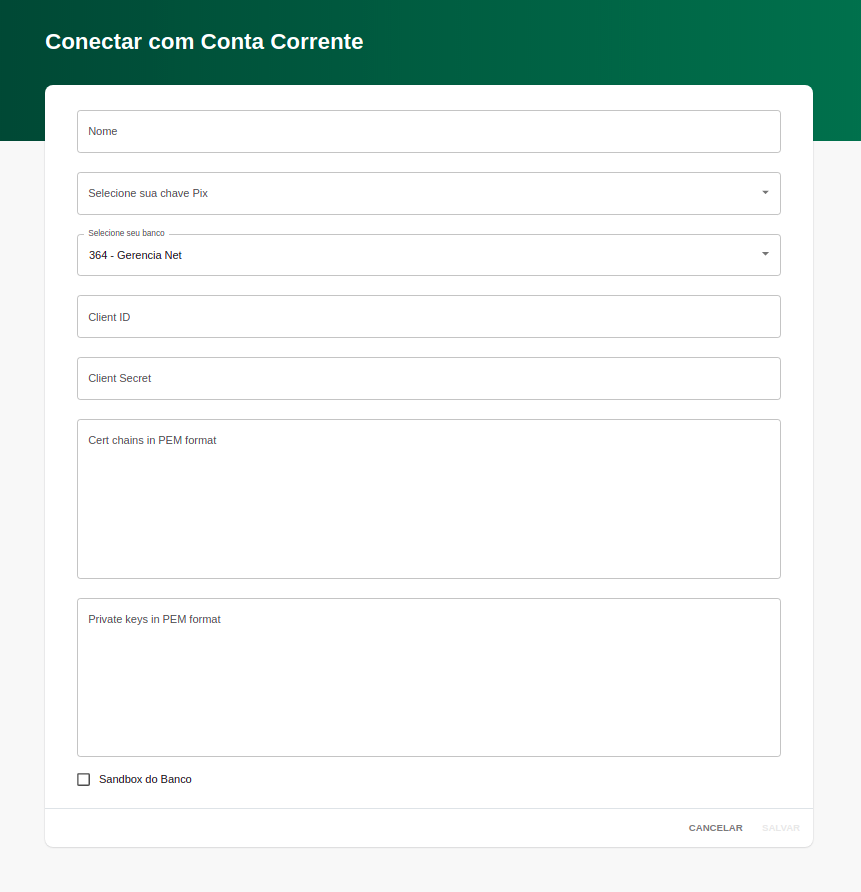 Conectar com Conta Corrente
Nome
Selecione sua chave Pix
Selecione seu banco
364 - Gerencia Net
Client ID
Client Secret
Cert chains in PEM format
Private keys in PEM format
Sandbox do Banco
CANCELAR SALVAR